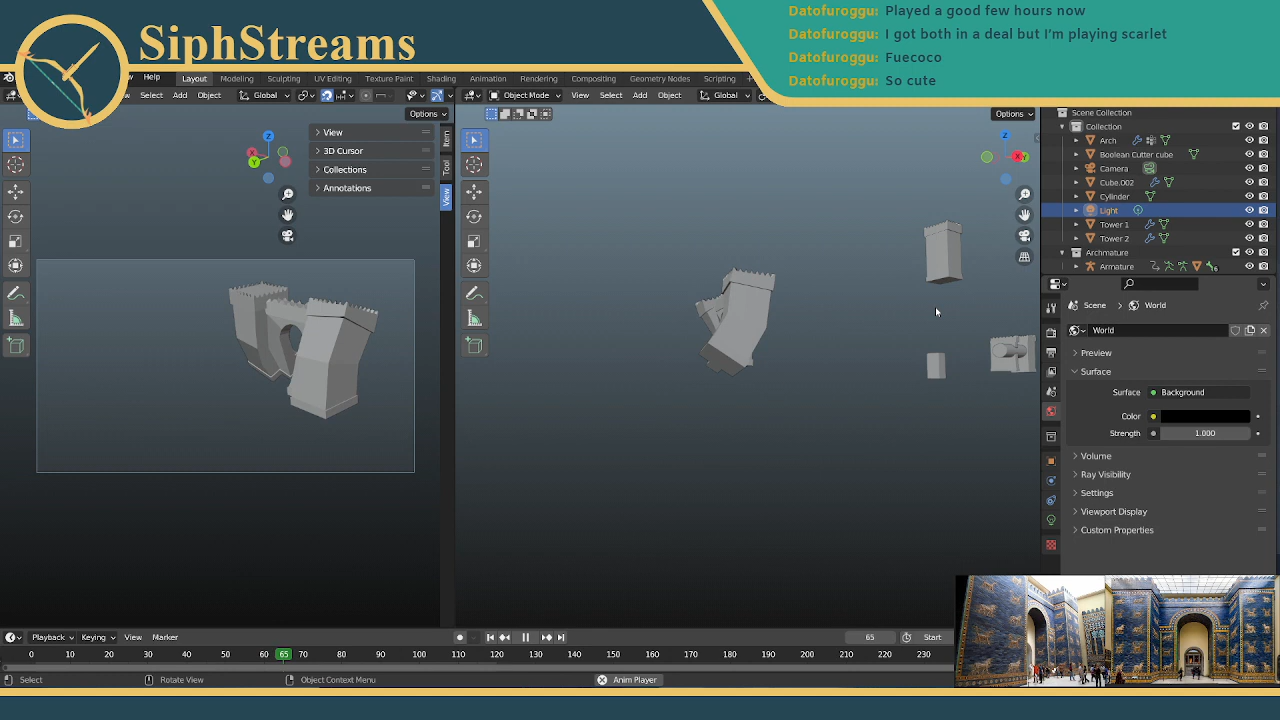 SiphStreams
Datofuroggu: Played a good few hours now
Datofuroggu: I got both in a deal but I'm playing scarlet
Datofuroggu: Fuecoco
Datofuroggu: So cute
Help Layout Modeling Sculpting UV Editing Texture Paint Shading Animation Rendering Compositing Geometry Nodes Scripting
Add Object Global
Object Mode View Select Add Object Global
Options
Options
View
3D Cursor
Collections
Annotations
Item
Tool
View
Z
X
Y
Z
X
Y
Scene Collection
Collection
Arch
Boolean Cutter cube
Camera
Cube.002
Cylinder
Light
Tower 1
Tower 2
Archmature
Armature
6
Scene World
World
Preview
Surface
Surface Background
Color
Strength 1.000
Volume
Ray Visibility
Settings
Viewport Display
Custom Properties
Playback Keying View Marker
65 Start
0 10 20 30 40 50 60 65 70 80 90 100 110 120 130 140 150 160 170 180 190 200 210 220 230
Select Rotate View Object Context Menu Anim Player